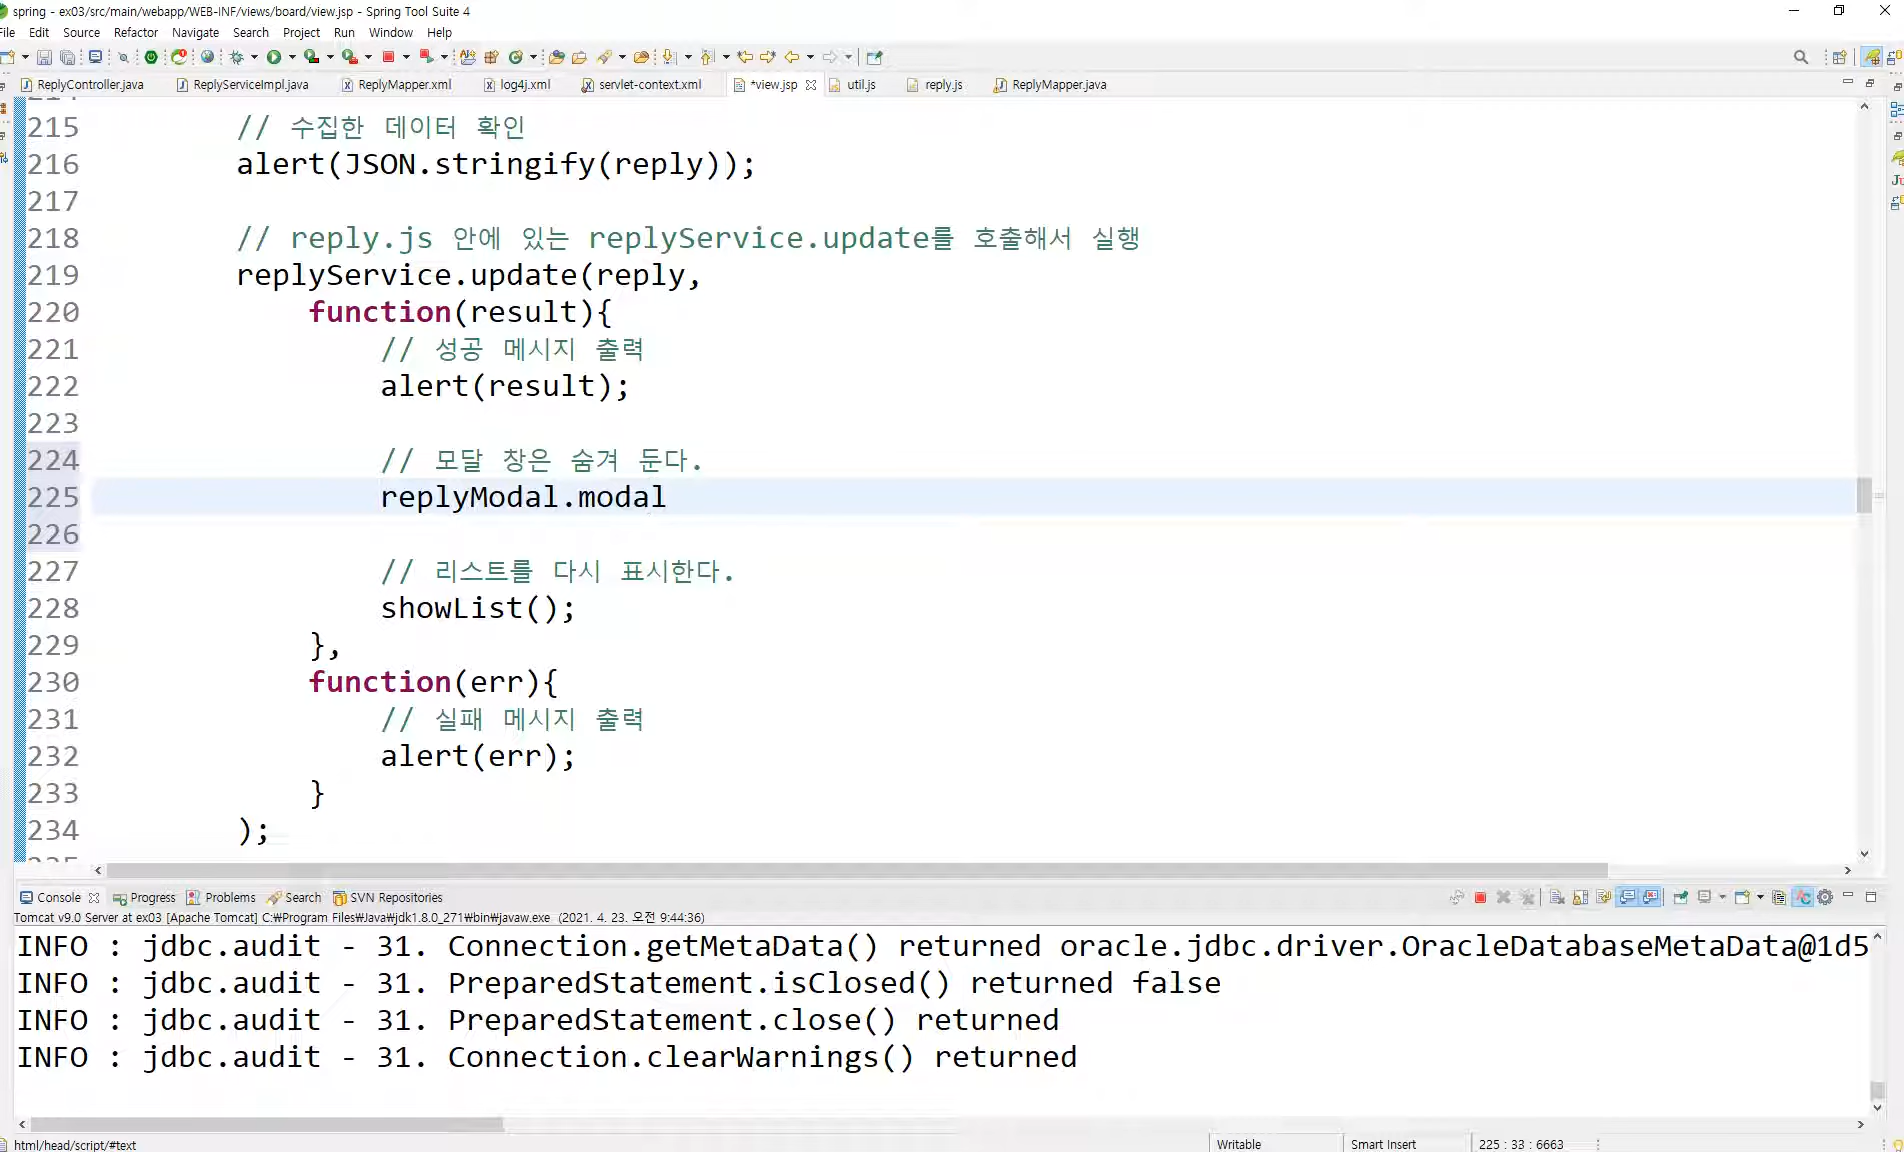 spring - ex03/src/main/webapp/WEB-INF/views/board/view.jsp - Spring Tool Suite 4
File Edit Source Refactor Navigate Search Project Run Window Help
ReplyController.java ReplyServiceImpl.java ReplyMapper.xml log4j.xml servlet-context.xml *view.jsp util.js reply.js ReplyMapper.java
215 // 수집한 데이터 확인
216 alert(JSON.stringify(reply));
217
218 // reply.js 안에 있는 replyService.update를 호출해서 실행
219 replyService.update(reply,
220 function(result){
221 // 성공 메시지 출력
222 alert(result);
223
224 // 모달 창은 숨겨 둔다.
225 replyModal.modal
226
227 // 리스트를 다시 표시한다.
228 showList();
229 },
230 function(err){
231 // 실패 메시지 출력
232 alert(err);
233 }
234 );
Console Progress Problems Search SVN Repositories
Tomcat v9.0 Server at ex03 [Apache Tomcat] C:₩Program Files₩Java₩jdk1.8.0_271₩bin₩javaw.exe (2021. 4. 23. 오전 9:44:36)
INFO : jdbc.audit - 31. Connection.getMetaData() returned oracle.jdbc.driver.OracleDatabaseMetaData@1d5
INFO : jdbc.audit - 31. PreparedStatement.isClosed() returned false
INFO : jdbc.audit - 31. PreparedStatement.close() returned
INFO : jdbc.audit - 31. Connection.clearWarnings() returned
html/head/script/#text Writable Smart Insert 225 : 33 : 6663